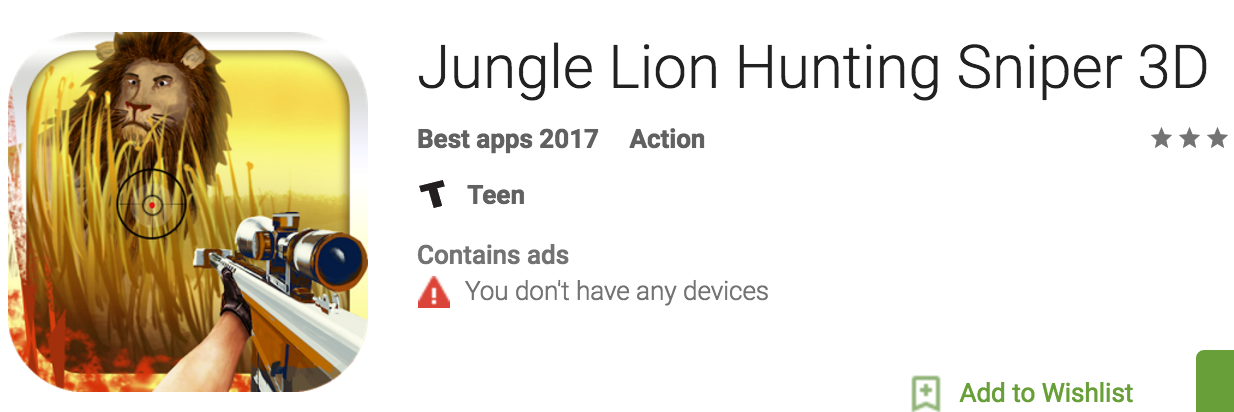 Jungle Lion Hunting Sniper 3D
Best apps 2017 Action
Teen
Contains ads
You don't have any devices
Add to Wishlist